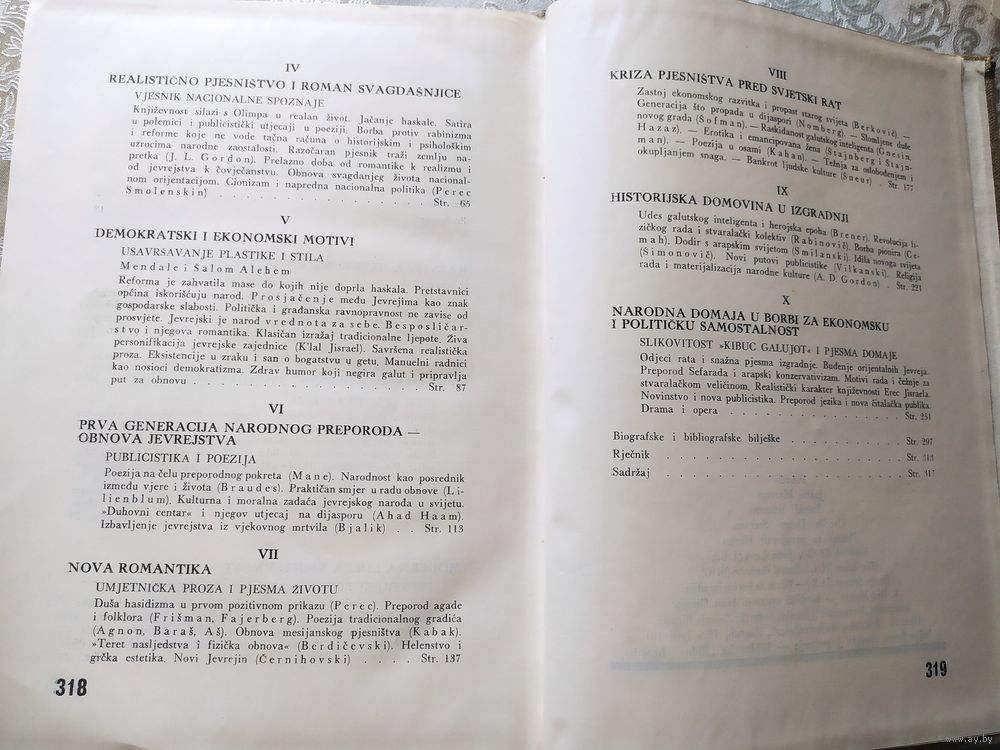 IV
REALISTIČNO PJESNIŠTVO I ROMAN SVAGDAŠNJICE
VJESNIK NACIONALNE SPOZNAJE
Književnost silazi s Olimpa u realan život. Jačanje haskale. Satira
u polemici i publicistički utjecaji u poeziji. Borba protiv rabinizma
i reforme koje ne vode tačna računa o historijskim i psihološkim
uzrocima narodne zaostalosti. Razočaran pjesnik traži zemlju na-
pretka (J. L. Gordon). Prelazno doba od romantike k realizmu i
od jevrejstva k čovječanstvu. Obnova svagdanjeg života nacional-
nom orijentacijom. Cionizam i napredna nacionalna politika (Perec
Smolenskin) . . . . . . . . . . . . . . . . Str. 65
V
DEMOKRATSKI I EKONOMSKI MOTIVI
USAVRSAVANJE PLASTIKE I STILA
Mendale i Šalom Alehem
Reforma je zahvatila mase do kojih nije doprla haskala. Pretstavnici
općina iskorišćuju narod. Prosjačenje među Jevrejima kao znak
gospodarske slabosti. Politička i građanska ravnopravnost ne zavise od
prosvjete. Jevrejski je narod vrednota za sebe. Besposličar-
stvo i njegova romantika. Klasičan izražaj tradicionalne ljepote. Živa
personifikacija jevrejske zajednice (K'lal Jisrael). Savršena realistička
proza. Eksistencije u zraku i san o bogatstvu u getu. Manuelni radnici
kao nosioci demokratizma. Zdrav humor koji negira galut i pripravlja
put za obnovu . . . . . . . . . . . . . . Str. 87
VI
PRVA GENERACIJA NARODNOG PREPORODA —
OBNOVA JEVREJSTVA
PUBLICISTIKA I POEZIJA
Poezija na čelu preporodnog pokreta (Mane). Narodnost kao posrednik
između vjere i života (Braudes). Praktičan smjer u radu obnove (Li-
lienblum). Kulturna i moralna zadaća jevrejskog naroda u svijetu.
»Duhovni centar« i njegov utjecaj na dijasporu (Ahad Haam).
Izbavljenje jevrejstva iz vjekovnog mrtvila (Bjalik) . . Str. 113
VII
NOVA ROMANTIKA
UMJETNIČKA PROZA I PJESMA ŽIVOTU
Duša hasidizma u prvom pozitivnom prikazu (Perec). Preporod agade
i folklora (Frišman, Fajerberg). Poezija tradicionalnog gradića
(Agnon, Baraš, Aš). Obnova mesijanskog pjesništva (Kabak).
»Teret nasljedstva i fizička obnova« (Berdičevski). Helenstvo i
grčka estetika. Novi Jevrejin (Černihovski) . . . . Str. 137
318
VIII
KRIZA PJESNIŠTVA PRED SVJETSKI RAT
Zastoj ekonomskog razvitka i propast starog svijeta (Berkovič). —
Generacija što propada u dijaspori (Nomberg). — Slomljene duše
novog grada (Šofman). — Raskidanost galutskog inteligenta (Gnesin,
Hazaz). — Erotika i emancipovana žena (Štajnberg i Štajn-
man). — Poezija u osami (Kahan). — Težnja za oslobođenjem i
okupljanjem snaga. — Bankrot ljudske kulture (Šneur) . Str. 177
IX
HISTORIJSKA DOMOVINA U IZGRADNJI
Udes galutskog inteligenta i herojska epoha (Brener). Revolucija fi-
zičkog rada i stvaralački kolektiv (Rabinovič). Borba pionira (Ce-
mah). Dodir s arapskim svijetom (Smilanski). Idila novoga svijeta
(Šimonovič). Novi putovi publicistike (Vilkanski). Religija
rada i materijalizacija narodne kulture (A. D. Gordon) . Str. 221
X
NARODNA DOMAJA U BORBI ZA EKONOMSKU
I POLITIČKU SAMOSTALNOST
SLIKOVITOST »KIBUC GALUJOT« I PJESMA DOMAJE
Odjeci rata i snažna pjesma izgradnje. Buđenje orijentalnih Jevreja.
Preporod Sefarada i arapski konzervativizam. Motivi rada i čežnje za
stvaralačkom veličinom. Realistički karakter književnosti Erec Jisraela.
Novinstvo i nova publicistika. Preporod jezika i nova čitalačka publika.
Drama i opera . . . . . . . . . . . . . Str. 251
Biografske i bibliografske bilješke . . . . . . . . Str. 297
Rječnik . . . . . . . . . . . . . . . . Str. 313
Sadržaj . . . . . . . . . . . . . . . . Str. 317
319
www.ay.by